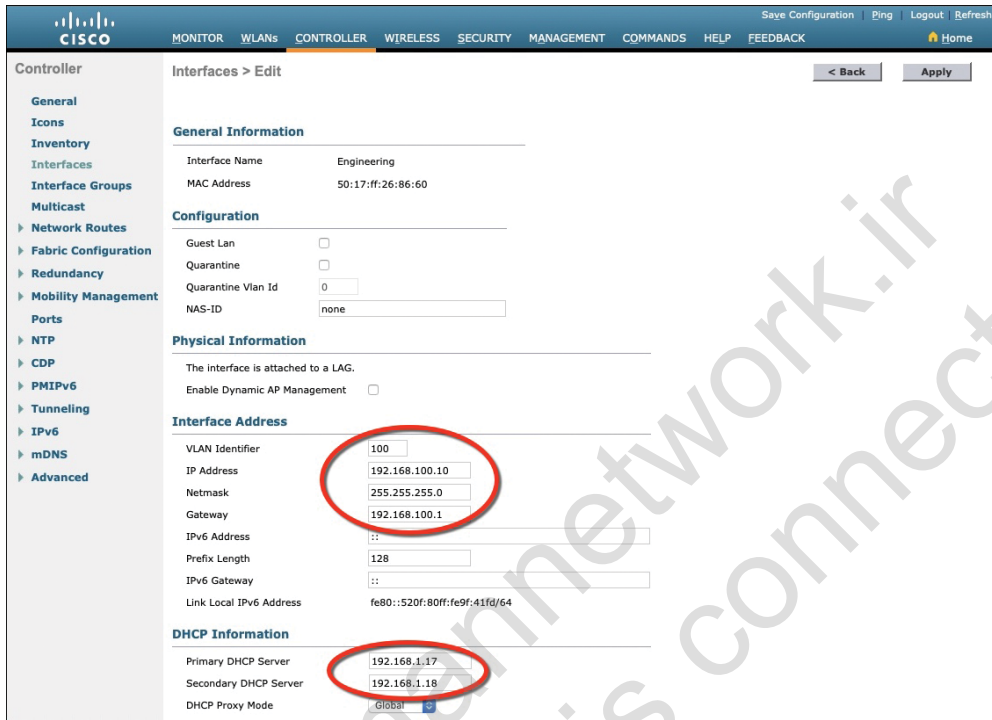 Save Configuration | Ping | Logout | Refresh
CISCO
MONITOR WLANs CONTROLLER WIRELESS SECURITY MANAGEMENT COMMANDS HELP FEEDBACK Home
Controller
General
Icons
Inventory
Interfaces
Interface Groups
Multicast
Network Routes
Fabric Configuration
Redundancy
Mobility Management
Ports
NTP
CDP
PMIPv6
Tunneling
IPv6
mDNS
Advanced
Interfaces > Edit
< Back Apply
General Information
Interface Name Engineering
MAC Address 50:17:ff:26:86:60
Configuration
Guest Lan
Quarantine
Quarantine Vlan Id 0
NAS-ID none
Physical Information
The interface is attached to a LAG.
Enable Dynamic AP Management
Interface Address
VLAN Identifier 100
IP Address 192.168.100.10
Netmask 255.255.255.0
Gateway 192.168.100.1
IPv6 Address ::
Prefix Length 128
IPv6 Gateway ::
Link Local IPv6 Address fe80::520f:80ff:fe9f:41fd/64
DHCP Information
Primary DHCP Server 192.168.1.17
Secondary DHCP Server 192.168.1.18
DHCP Proxy Mode Global
annetwork.ir
is connect